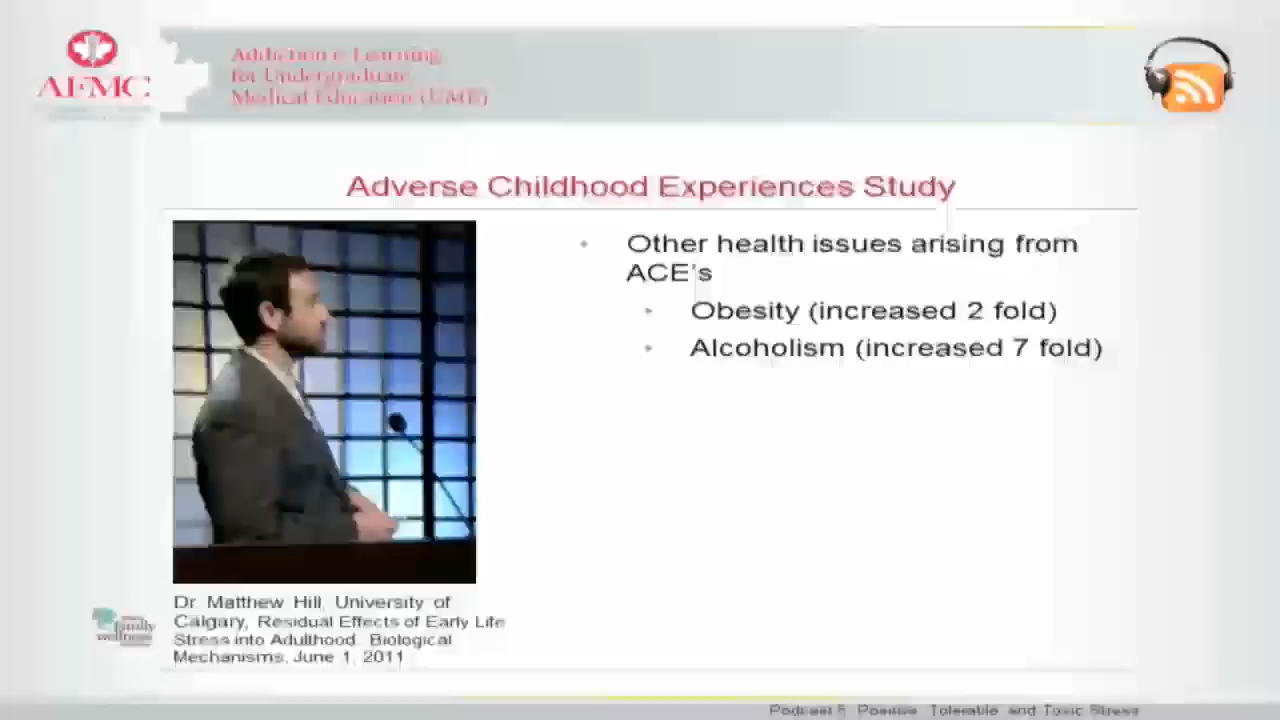 AFMC
Addiction e-Learning
for Undergraduate
Medical Education (UME)
Adverse Childhood Experiences Study
Other health issues arising from
ACE's
Obesity (increased 2 fold)
Alcoholism (increased 7 fold)
Dr. Matthew Hill, University of
Calgary, Residual Effects of Early Life
Stress into Adulthood: Biological
Mechanisms, June 1, 2011
family
wellness
Podcast 5: Positive, Tolerable, and Toxic Stress